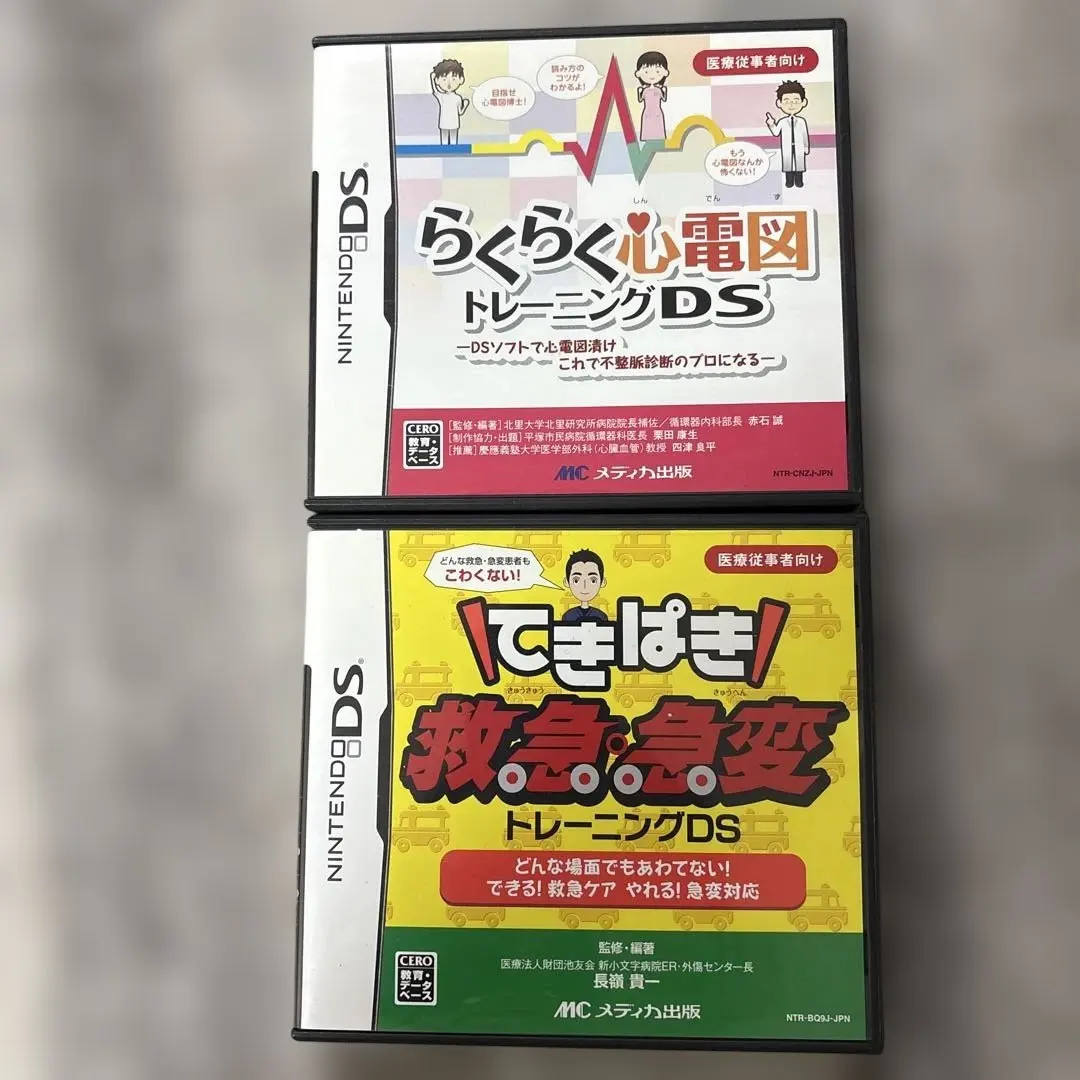 医療従事者向け
目指せ
心電図博士!
読み方の
コツが
わかるよ!
もう
心電図なんか
怖くない!
NINTENDO DS
しん でん ず
らくらく心電図
トレーニングDS
―DSソフトで心電図漬け
これで不整脈診断のプロになる―
CERO
教育・
データ
ベース
[監修・編著]北里大学北里研究所病院院長補佐/循環器内科部長 赤石 誠
[制作協力・出題]平塚市民病院循環器科医長 栗田 康生
[推薦]慶應義塾大学医学部外科(心臓血管)教授 四津 良平
MC メディカ出版
NTR-CNZJ-JPN
医療従事者向け
どんな救急・急変患者も
こわくない!
NINTENDO DS
てきぱき
きゅうきゅう きゅうへん
救急・急変
トレーニングDS
どんな場面でもあわてない!
できる! 救急ケア やれる! 急変対応
CERO
教育・
データ
ベース
監修・編著
医療法人財団池友会 新小文字病院ER・外傷センター長
長嶺 貴一
MC メディカ出版
NTR-BQ9J-JPN